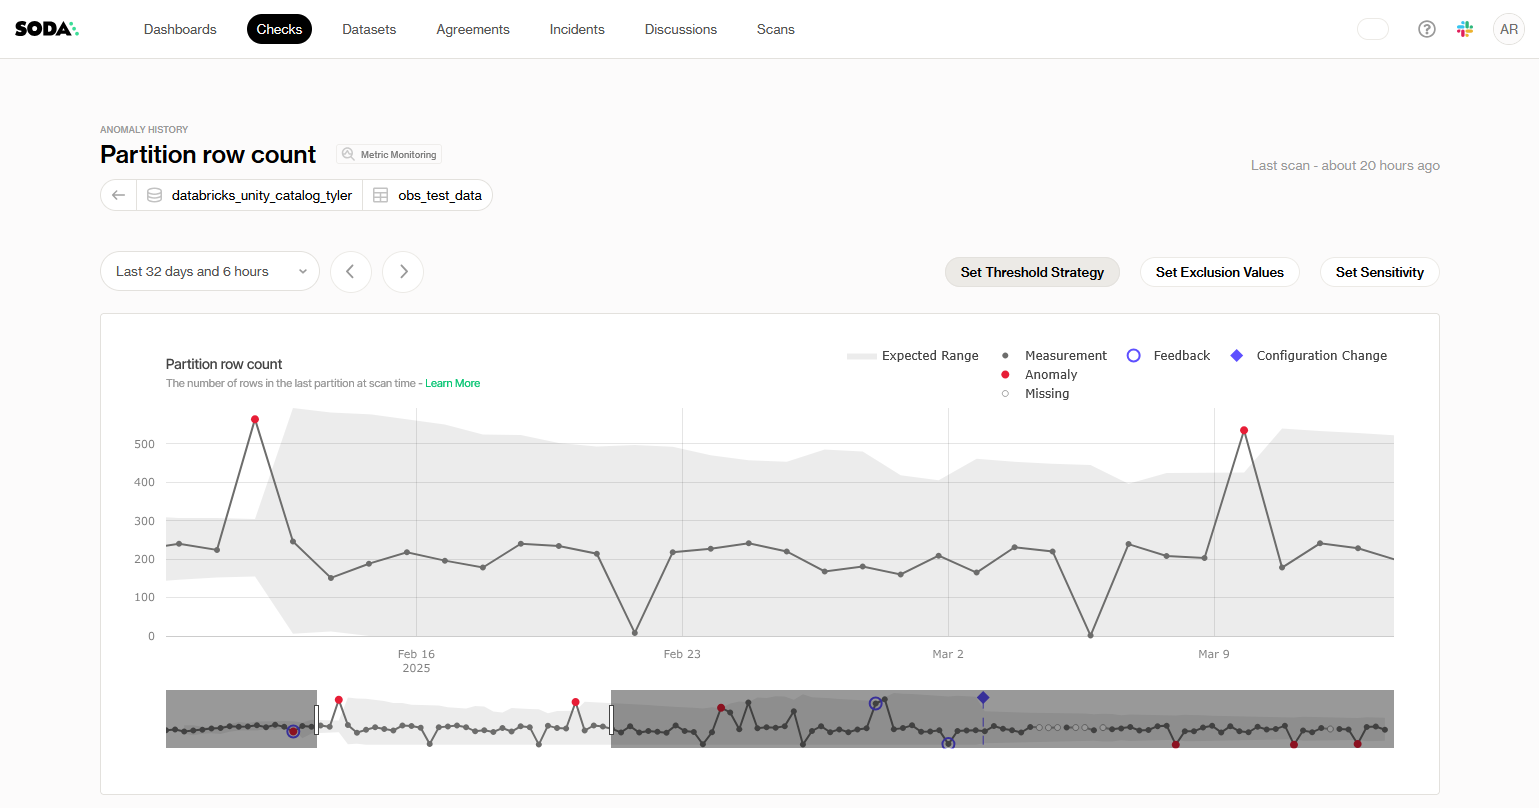 SODA
Dashboards Checks Datasets Agreements Incidents Discussions Scans
? AR
ANOMALY HISTORY
Partition row count
Metric Monitoring
Last scan - about 20 hours ago
databricks_unity_catalog_tyler obs_test_data
Last 32 days and 6 hours
Set Threshold Strategy Set Exclusion Values Set Sensitivity
Partition row count
The number of rows in the last partition at scan time - Learn More
Expected Range Measurement Feedback Configuration Change
Anomaly
Missing
500
400
300
200
100
0
Feb 16 Feb 23 Mar 2 Mar 9
2025